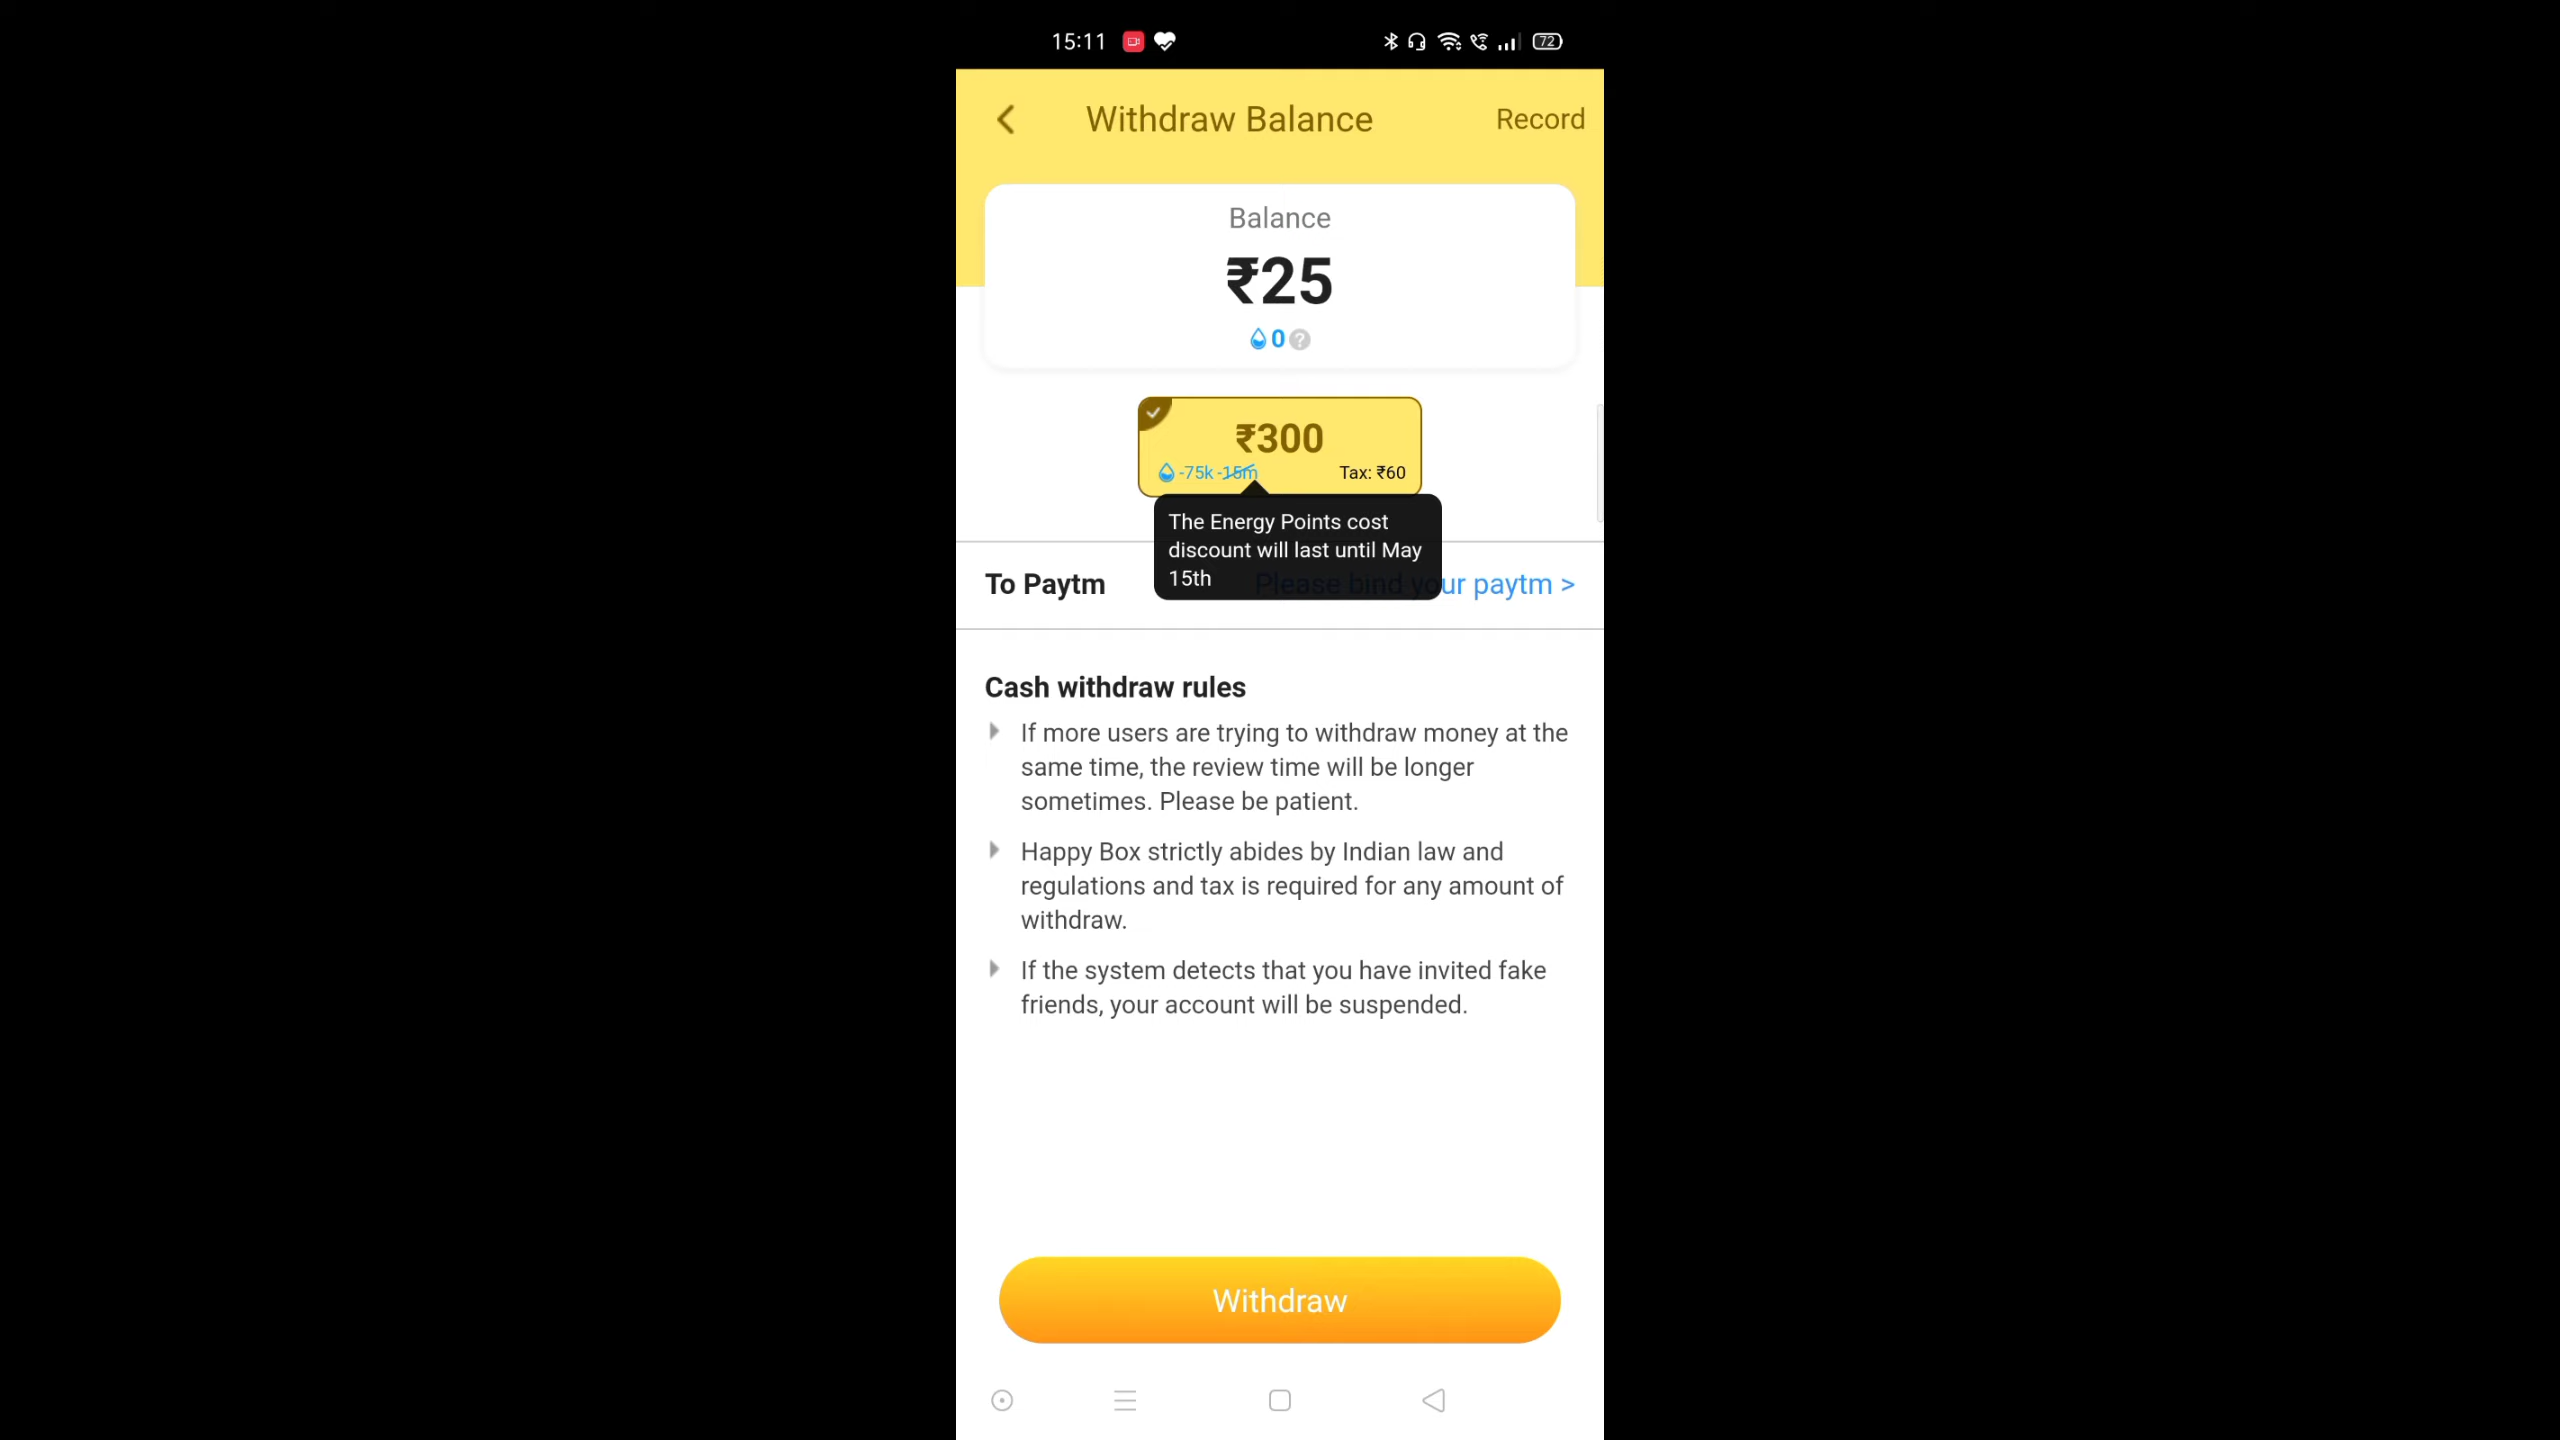 15:11
72
Withdraw Balance
Record
Balance
₹25
0 ?
₹300
-75k -15m
Tax: ₹60
The Energy Points cost
discount will last until May
15th
To Paytm
Please bind your paytm >
Cash withdraw rules
If more users are trying to withdraw money at the
same time, the review time will be longer
sometimes. Please be patient.
Happy Box strictly abides by Indian law and
regulations and tax is required for any amount of
withdraw.
If the system detects that you have invited fake
friends, your account will be suspended.
Withdraw